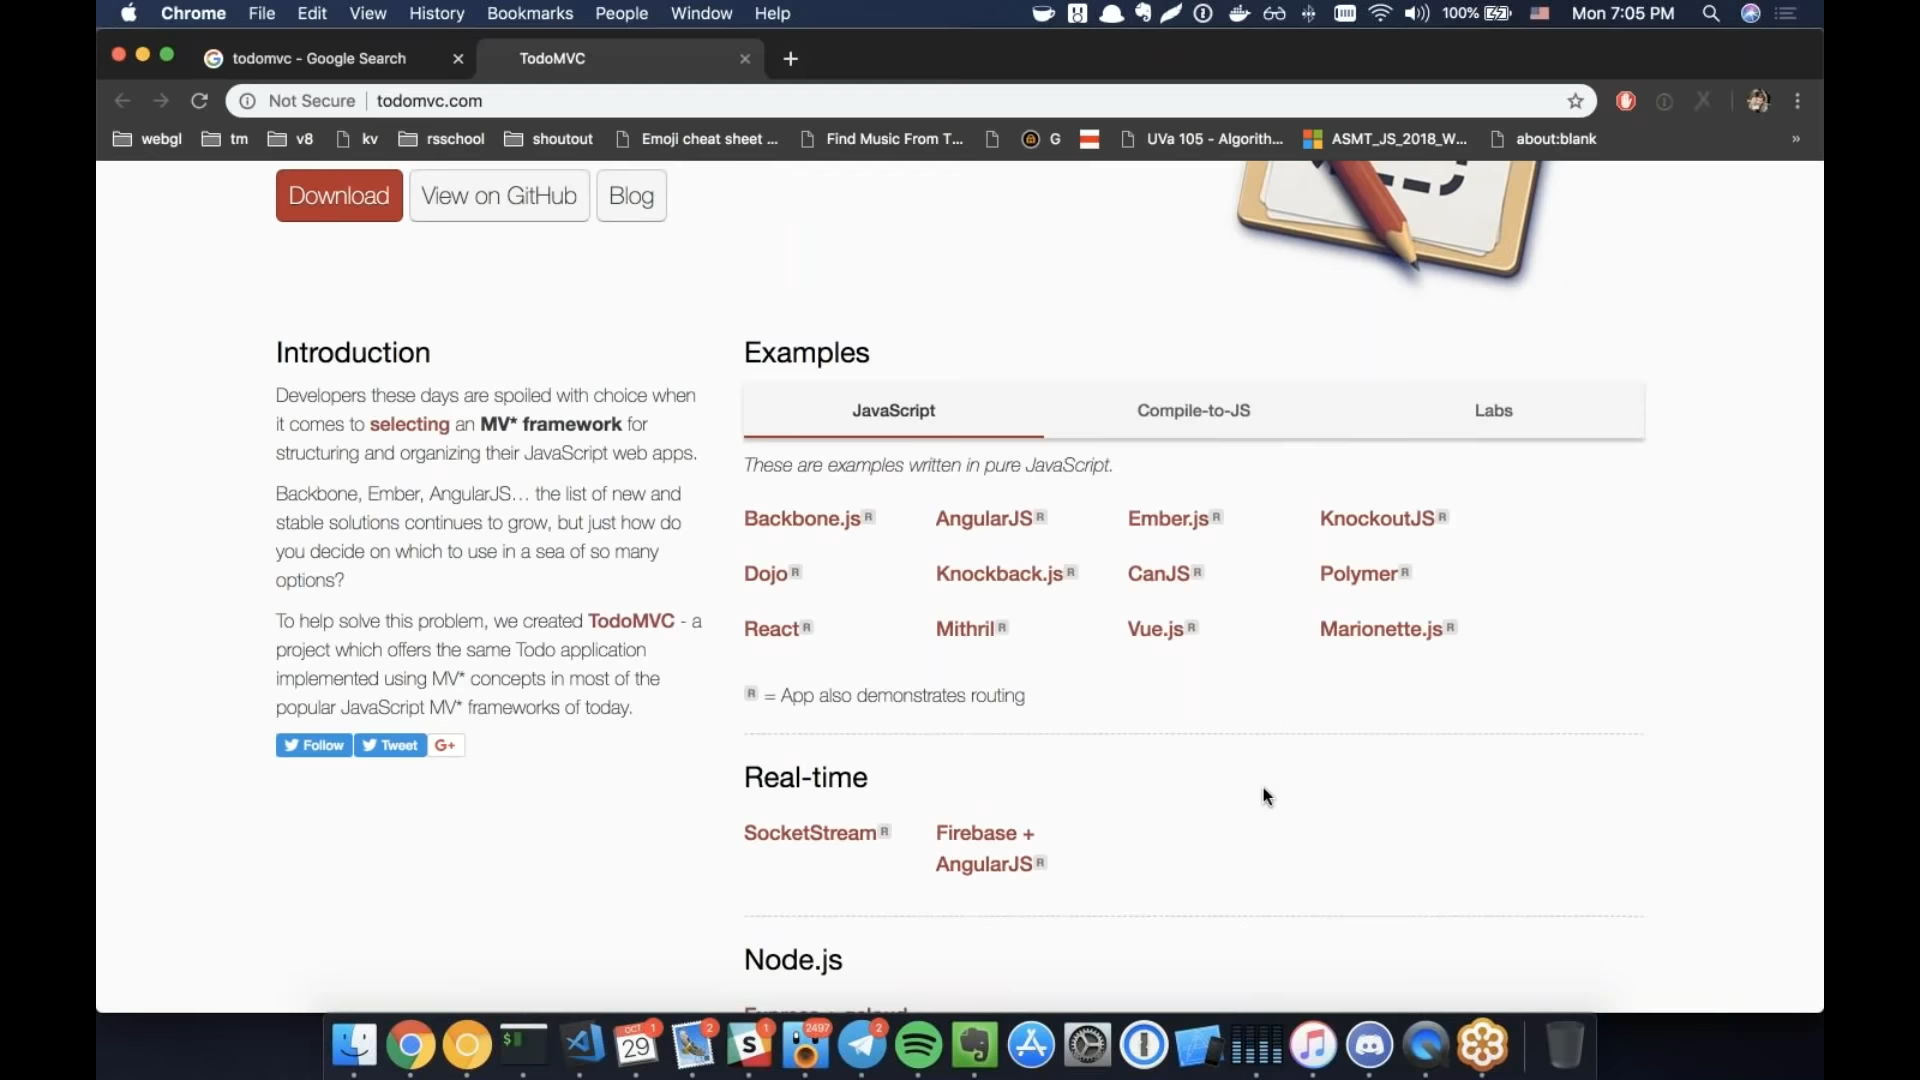 Chrome File Edit View History Bookmarks People Window Help 100% Mon 7:05 PM
todomvc - Google Search TodoMVC
Not Secure todomvc.com
webgl tm v8 kv rsschool shoutout Emoji cheat sheet ... Find Music From T... G UVa 105 - Algorith... ASMT_JS_2018_W... about:blank »
Download View on GitHub Blog
Introduction
Developers these days are spoiled with choice when
it comes to selecting an MV* framework for
structuring and organizing their JavaScript web apps.
Backbone, Ember, AngularJS… the list of new and
stable solutions continues to grow, but just how do
you decide on which to use in a sea of so many
options?
To help solve this problem, we created TodoMVC - a
project which offers the same Todo application
implemented using MV* concepts in most of the
popular JavaScript MV* frameworks of today.
Follow Tweet G+
Examples
JavaScript Compile-to-JS Labs
These are examples written in pure JavaScript.
Backbone.js R AngularJS R Ember.js R KnockoutJS R
Dojo R Knockback.js R CanJS R Polymer R
React R Mithril R Vue.js R Marionette.js R
R = App also demonstrates routing
Real-time
SocketStream R Firebase +
AngularJS R
Node.js
OCT 1 2 1 2497 2
$ 29 S